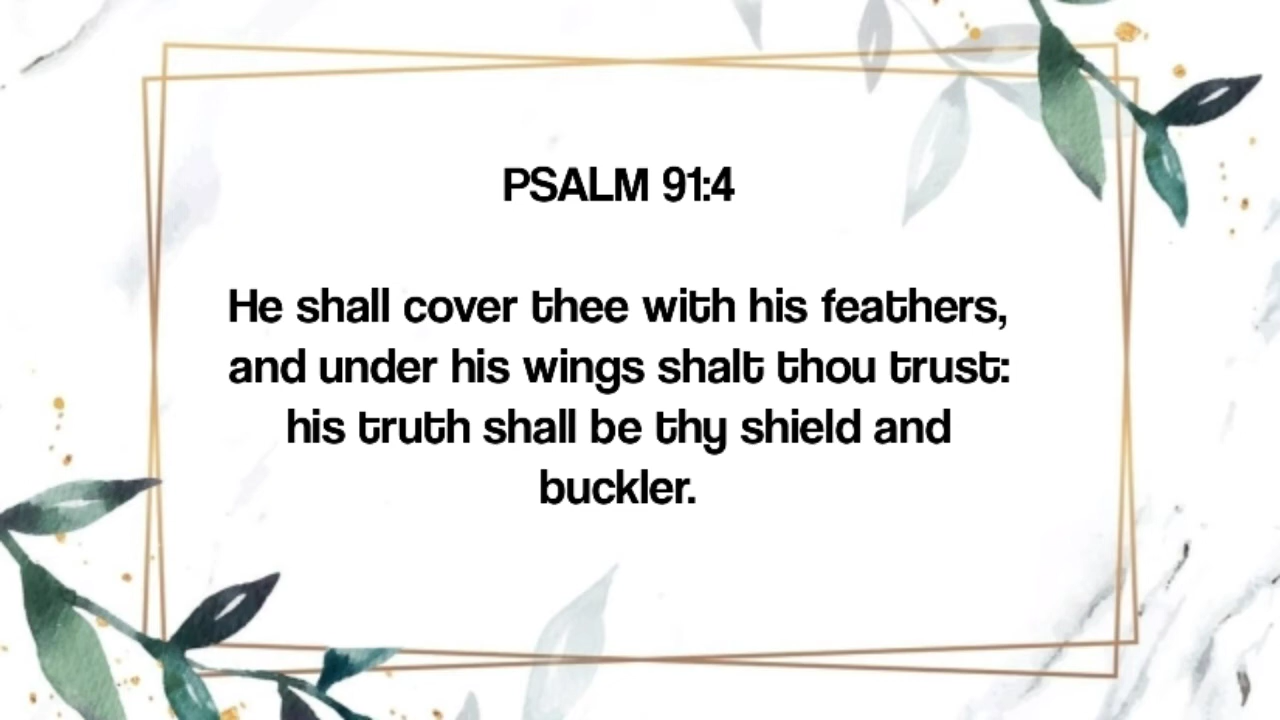 PSALM 91:4
He shall cover thee with his feathers,
and under his wings shalt thou trust:
his truth shall be thy shield and
buckler.